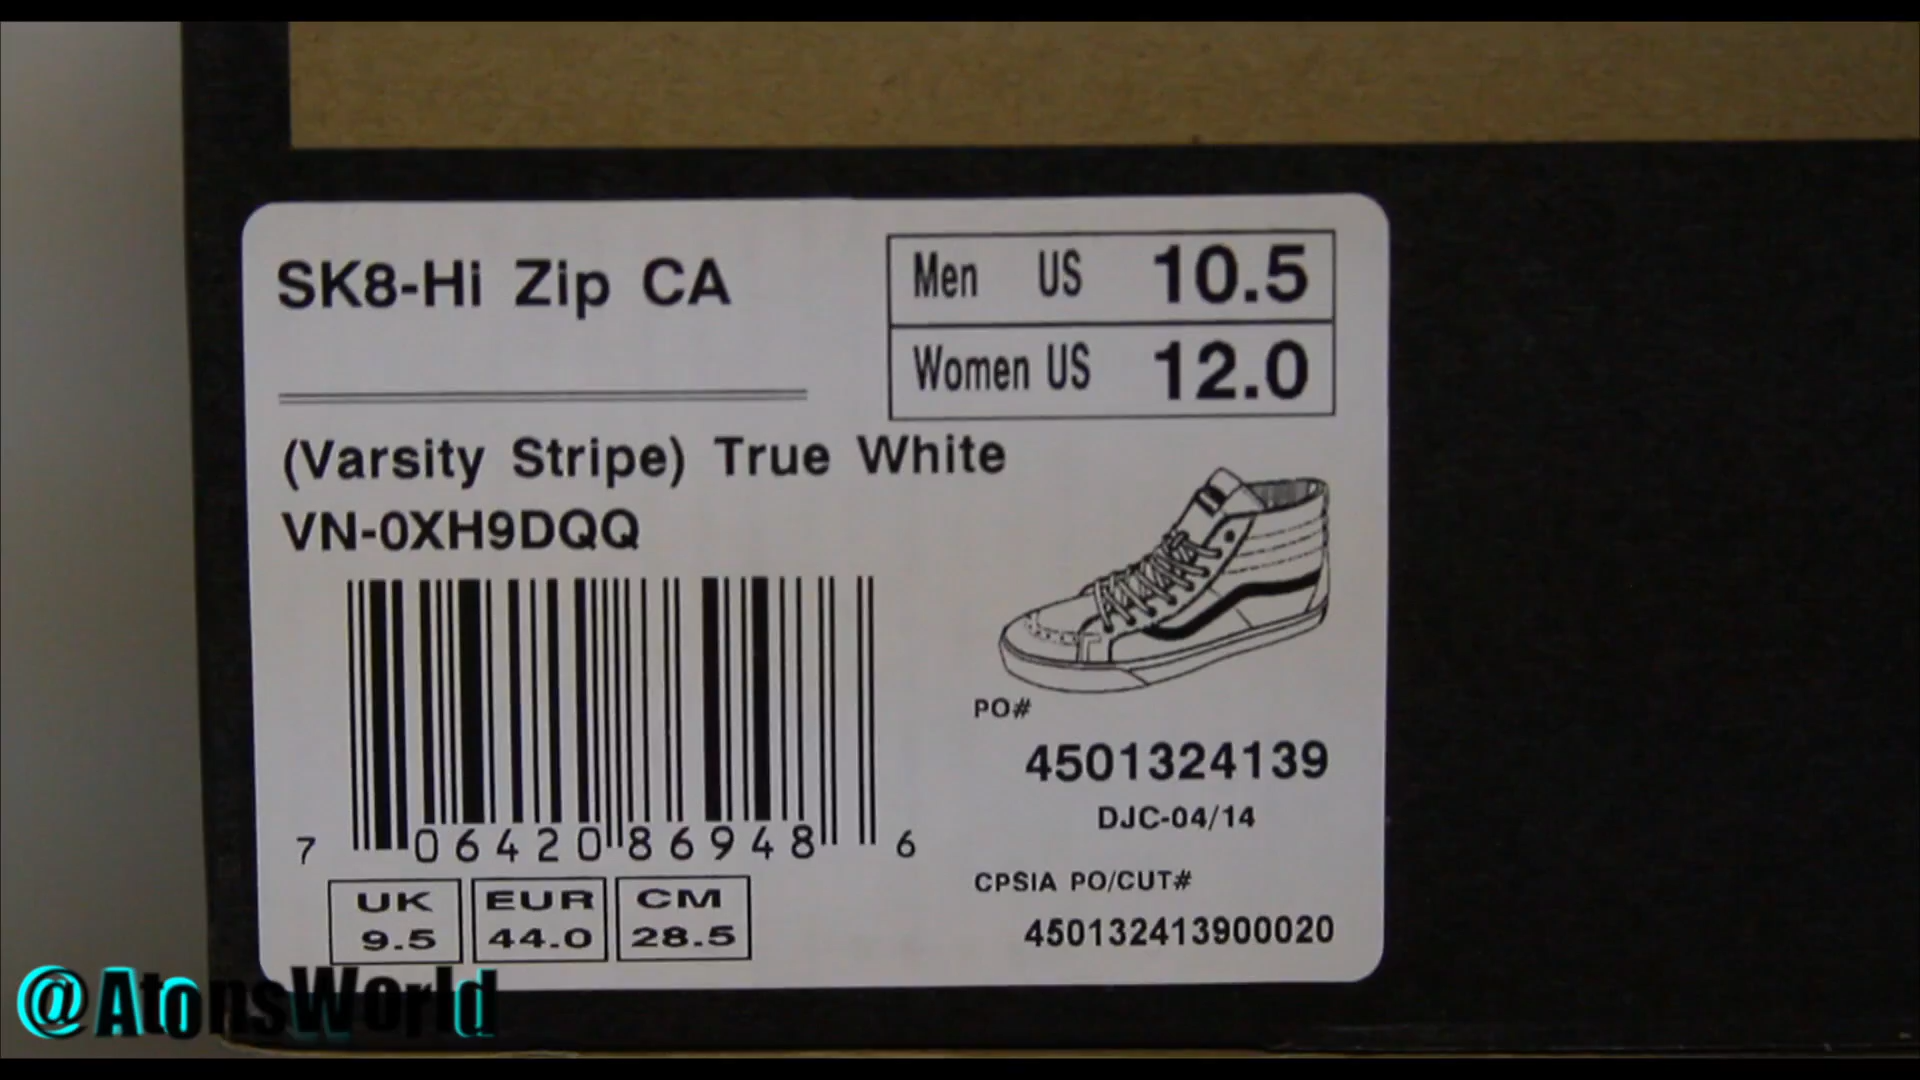 SK8-Hi Zip CA
Men US 10.5
Women US 12.0
(Varsity Stripe) True White
VN-0XH9DQQ
PO#
4501324139
DJC-04/14
7 06420 86948 6
CPSIA PO/CUT#
450132413900020
UK EUR CM
9.5 44.0 28.5
@AtonsWorld